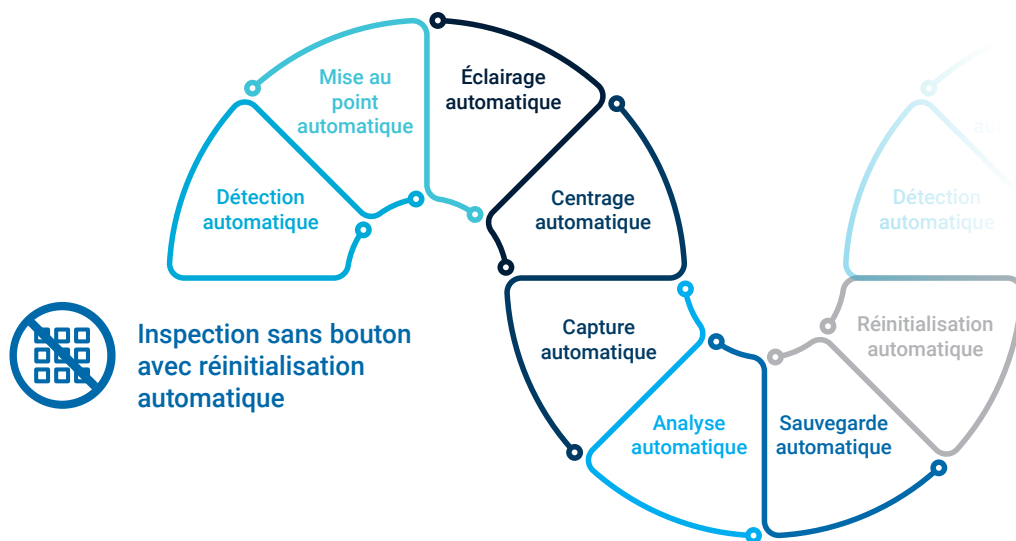 Détection
automatique
Mise au
point
automatique
Éclairage
automatique
Centrage
automatique
Capture
automatique
Analyse
automatique
Sauvegarde
automatique
Réinitialisation
automatique
Détection
automatique
Inspection sans bouton
avec réinitialisation
automatique